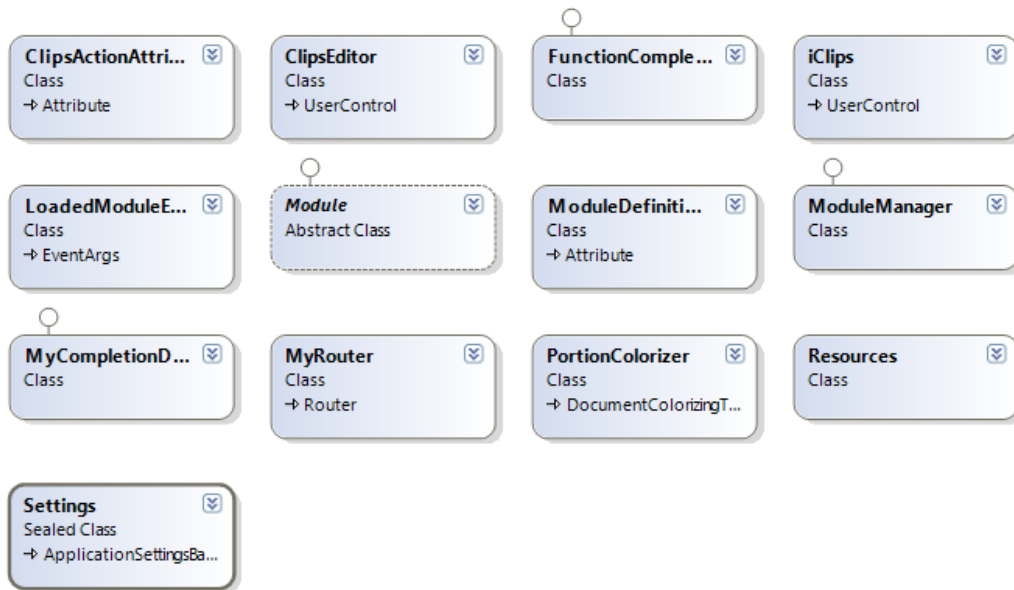 ClipsActionAttri...
Class
Attribute
ClipsEditor
Class
UserControl
FunctionComple...
Class
iClips
Class
UserControl
LoadedModuleE...
Class
EventArgs
Module
Abstract Class
ModuleDefiniti...
Class
Attribute
ModuleManager
Class
MyCompletionD...
Class
MyRouter
Class
Router
PortionColorizer
Class
DocumentColorizingT...
Resources
Class
Settings
Sealed Class
ApplicationSettingsBa...